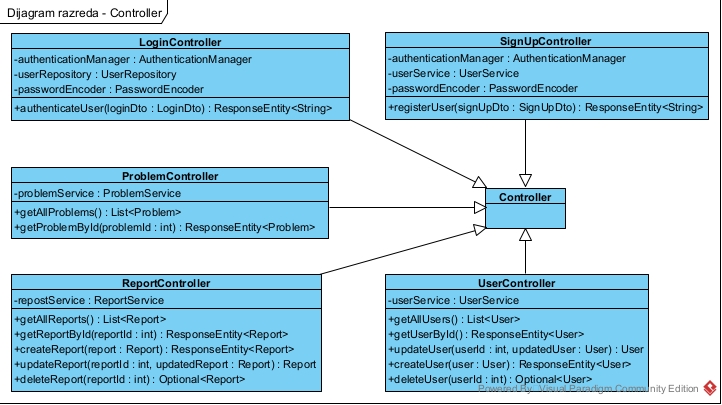 Dijagram razreda - Controller
LoginController
-authenticationManager : AuthenticationManager
-userRepository : UserRepository
-passwordEncoder : PasswordEncoder
+authenticateUser(loginDto : LoginDto) : ResponseEntity<String>
SignUpController
-authenticationManager : AuthenticationManager
-userService : UserService
-passwordEncoder : PasswordEncoder
+registerUser(signUpDto : SignUpDto) : ResponseEntity<String>
ProblemController
-problemService : ProblemService
+getAllProblems() : List<Problem>
+getProblemById(problemId : int) : ResponseEntity<Problem>
Controller
ReportController
-repostService : ReportService
+getAllReports() : List<Report>
+getReportById(reportId : int) : ResponseEntity<Report>
+createReport(report : Report) : ResponseEntity<Report>
+updateReport(reportId : int, updatedReport : Report) : Report
+deleteReport(reportId : int) : Optional<Report>
UserController
-userService : UserService
+getAllUsers() : List<User>
+getUserById() : ResponseEntity<User>
+updateUser(userId : int, updatedUser : User) : User
+createUser(user : User) : ResponseEntity<User>
+deleteUser(userId : int) : Optional<User>
Powered By Visual Paradigm Community Edition